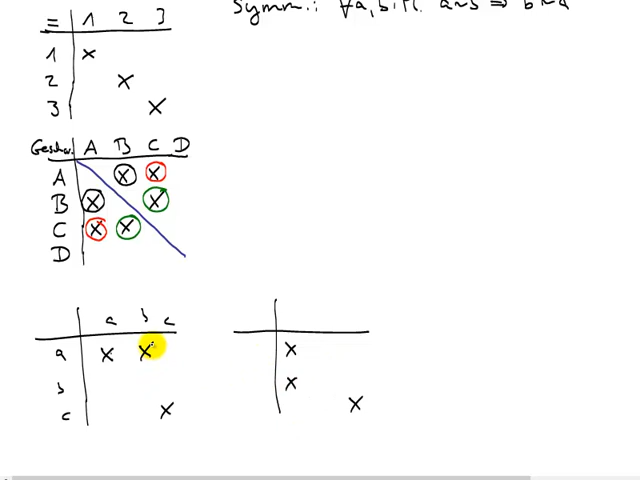 Symm.: ∀a,b∈M: a~b ⇒ b~a
= 1 2 3
1 x
2 x
3 x
Geschw. A B C D
A x x
B x x
C x x
D
a b c
a x x
b
c x
x
x
x